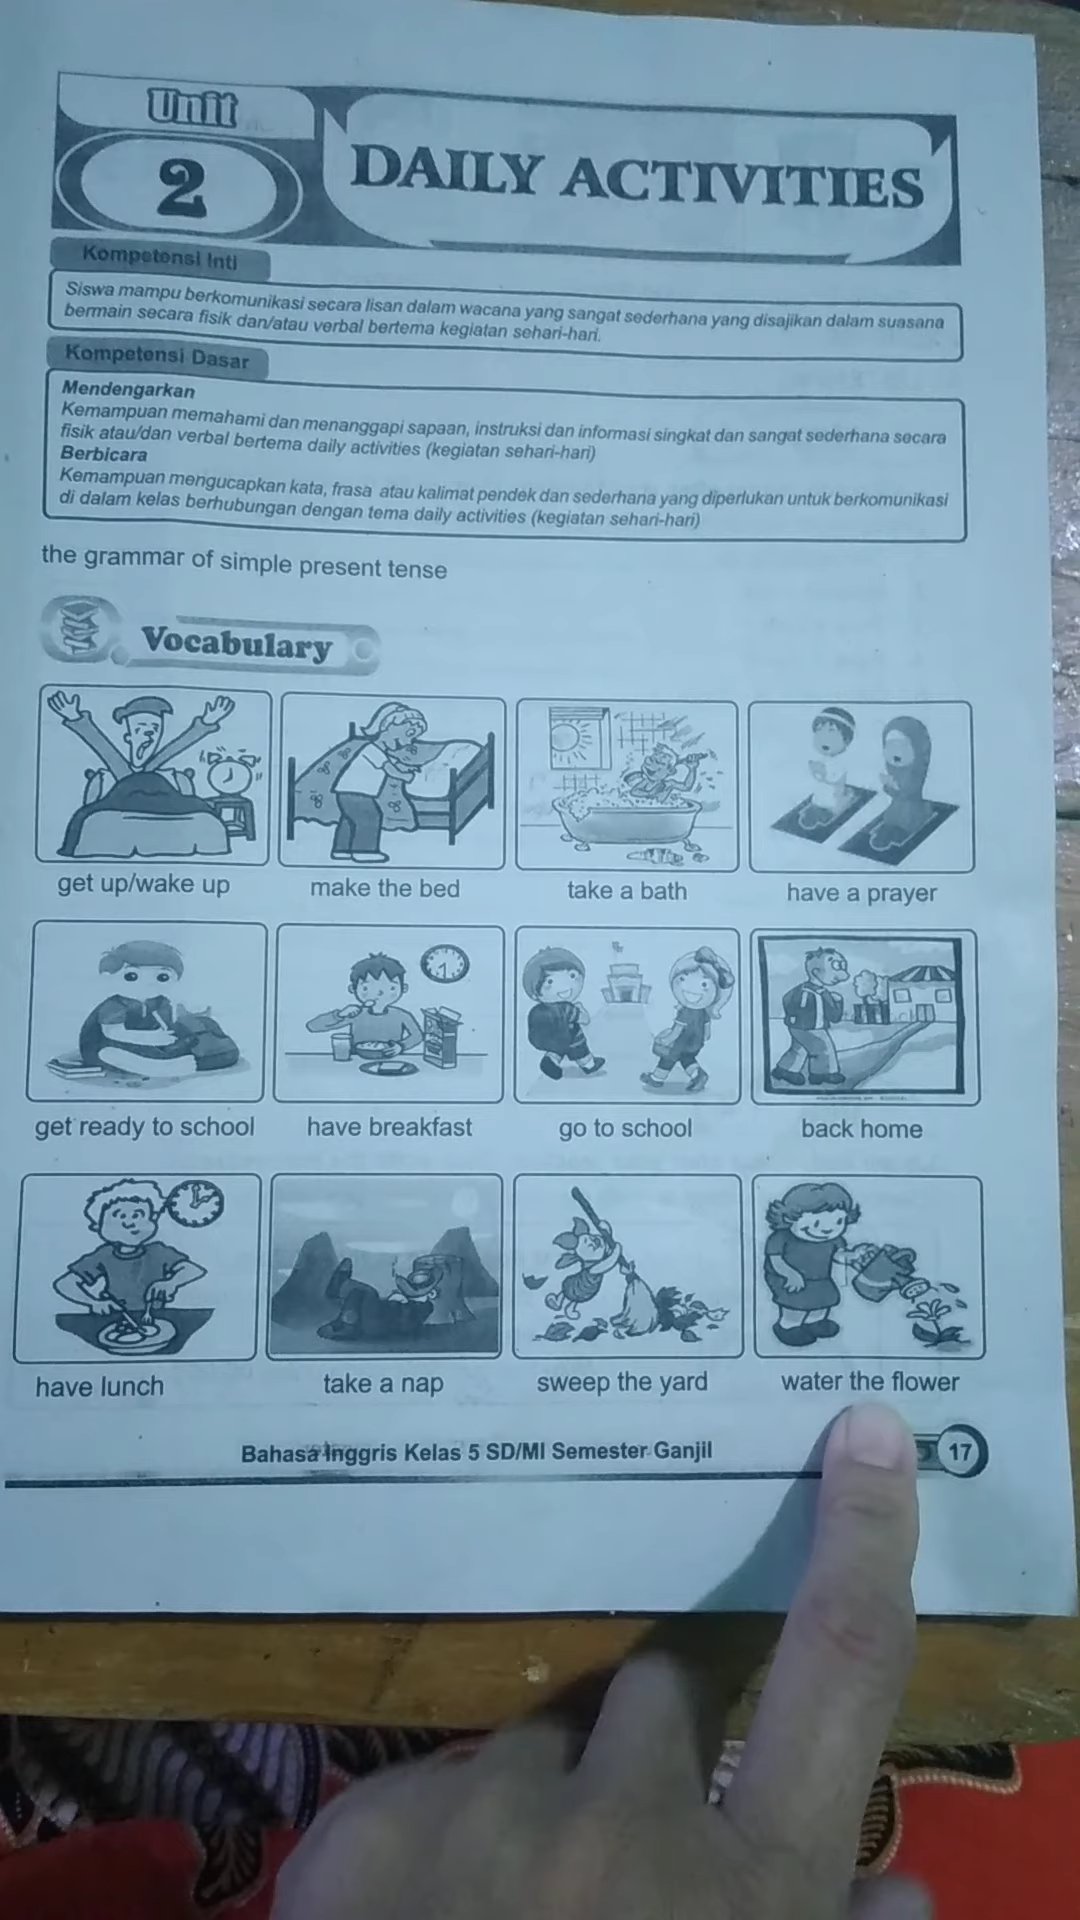 Unit
2
DAILY ACTIVITIES
Kompetensi Inti
Siswa mampu berkomunikasi secara lisan dalam wacana yang sangat sederhana yang disajikan dalam suasana
bermain secara fisik dan/atau verbal bertema kegiatan sehari-hari.
Kompetensi Dasar
Mendengarkan
Kemampuan memahami dan menanggapi sapaan, instruksi dan informasi singkat dan sangat sederhana secara
fisik atau/dan verbal bertema daily activities (kegiatan sehari-hari)
Berbicara
Kemampuan mengucapkan kata, frasa atau kalimat pendek dan sederhana yang diperlukan untuk berkomunikasi
di dalam kelas berhubungan dengan tema daily activities (kegiatan sehari-hari)
the grammar of simple present tense
Vocabulary
get up/wake up make the bed take a bath have a prayer
get ready to school have breakfast go to school back home
have lunch take a nap sweep the yard water the flower
Bahasa Inggris Kelas 5 SD/MI Semester Ganjil 17